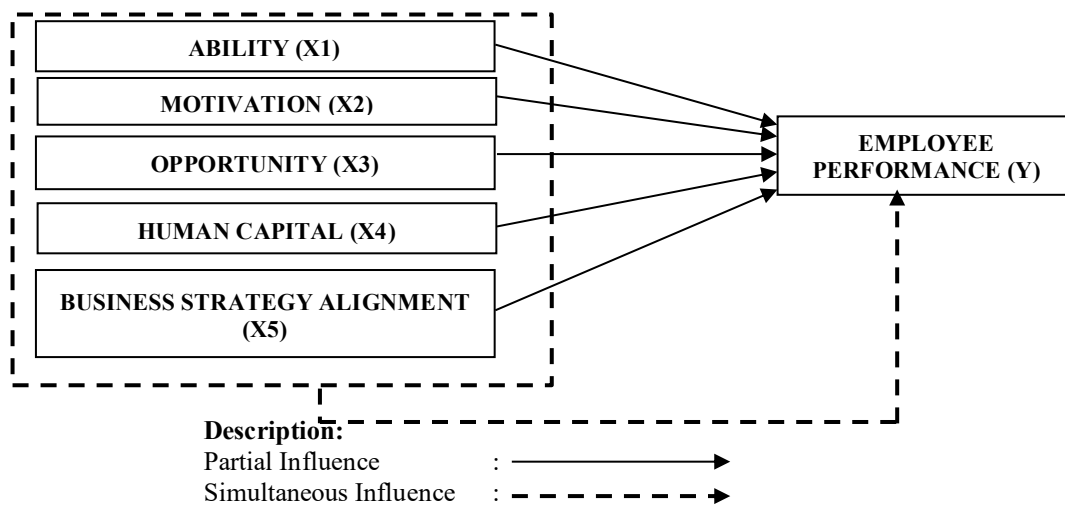 ABILITY (X1)
MOTIVATION (X2)
OPPORTUNITY (X3)
HUMAN CAPITAL (X4)
BUSINESS STRATEGY ALIGNMENT
(X5)
EMPLOYEE
PERFORMANCE (Y)
Description:
Partial Influence :
Simultaneous Influence :